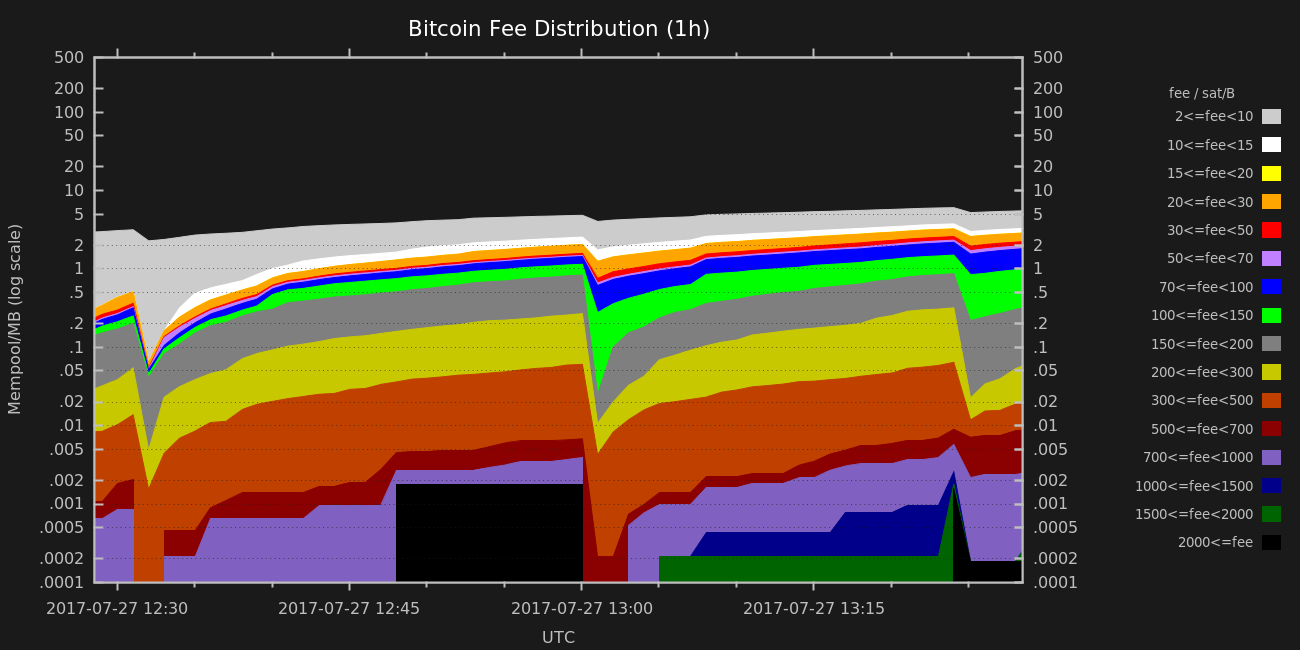 Bitcoin Fee Distribution (1h)
500 500
200 200
100 100
50 50
20 20
10 10
5 5
2 2
1 1
.5 .5
.2 .2
.1 .1
.05 .05
.02 .02
.01 .01
.005 .005
.002 .002
.001 .001
.0005 .0005
.0002 .0002
.0001 .0001
Mempool/MB (log scale)
2017-07-27 12:30 2017-07-27 12:45 2017-07-27 13:00 2017-07-27 13:15
UTC
fee / sat/B
2<=fee<10
10<=fee<15
15<=fee<20
20<=fee<30
30<=fee<50
50<=fee<70
70<=fee<100
100<=fee<150
150<=fee<200
200<=fee<300
300<=fee<500
500<=fee<700
700<=fee<1000
1000<=fee<1500
1500<=fee<2000
2000<=fee